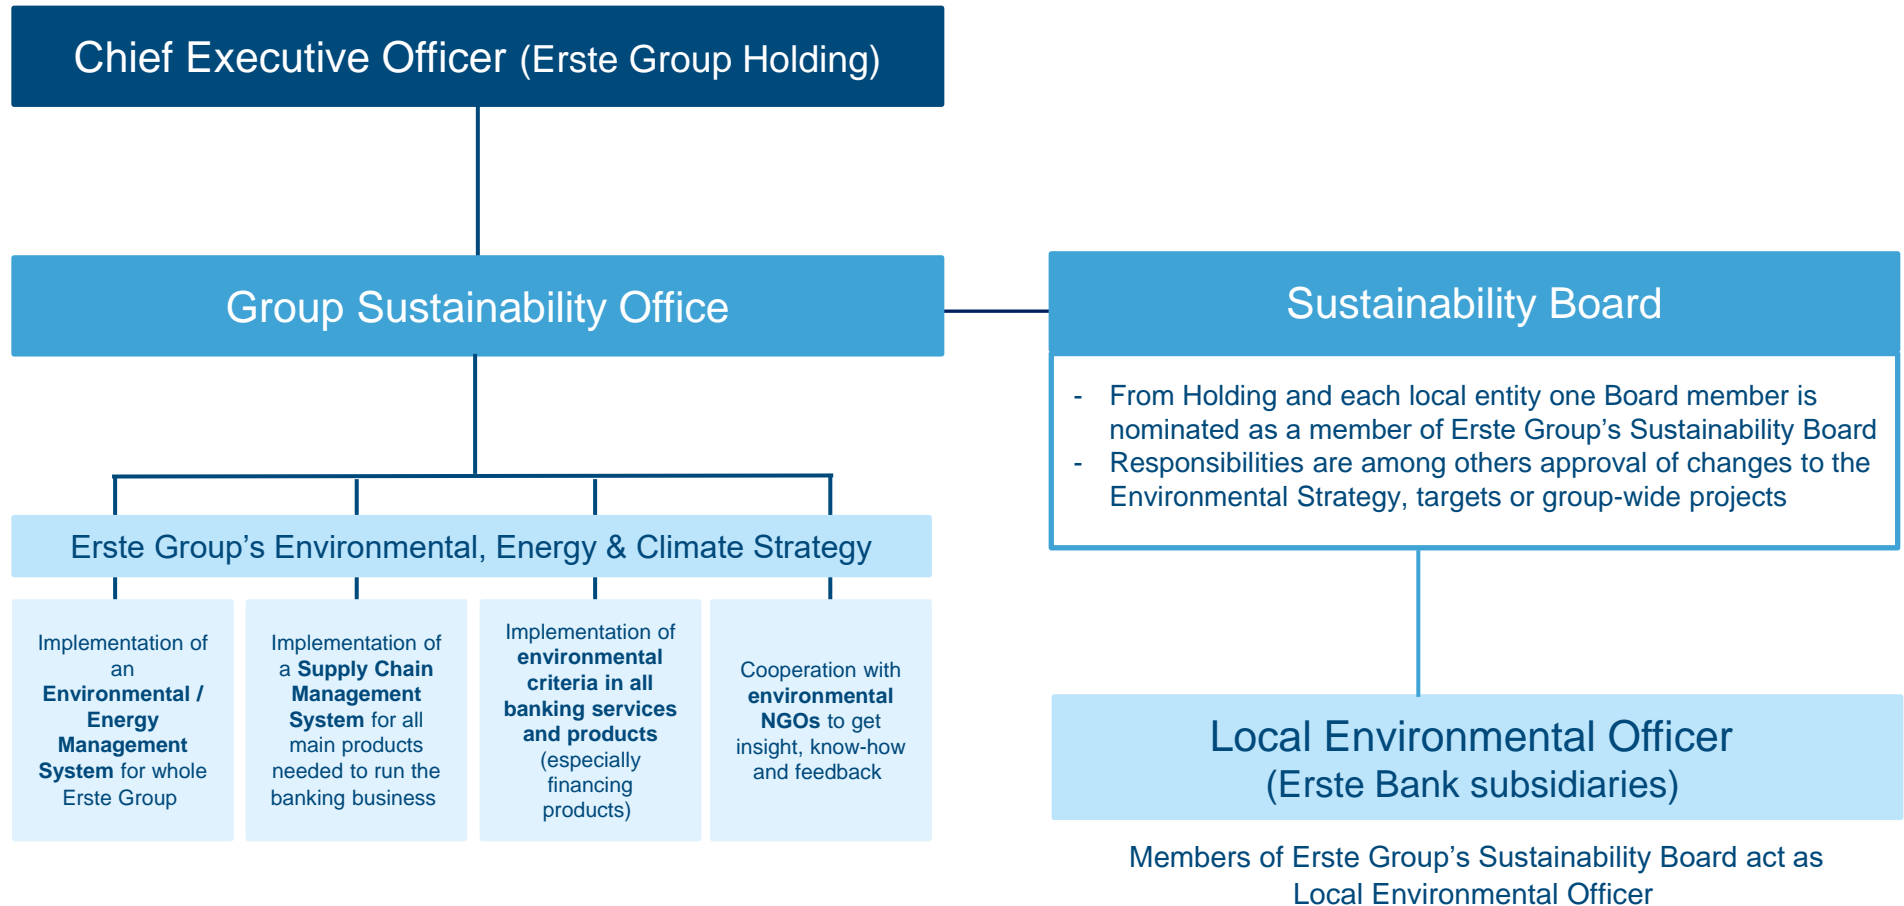 Chief Executive Officer (Erste Group Holding)
Group Sustainability Office
Sustainability Board
- From Holding and each local entity one Board member is
nominated as a member of Erste Group’s Sustainability Board
- Responsibilities are among others approval of changes to the
Environmental Strategy, targets or group-wide projects
Erste Group’s Environmental, Energy & Climate Strategy
Implementation of
an
Environmental /
Energy
Management
System for whole
Erste Group
Implementation of
a Supply Chain
Management
System for all
main products
needed to run the
banking business
Implementation of
environmental
criteria in all
banking services
and products
(especially
financing
products)
Cooperation with
environmental
NGOs to get
insight, know-how
and feedback
Local Environmental Officer
(Erste Bank subsidiaries)
Members of Erste Group’s Sustainability Board act as
Local Environmental Officer